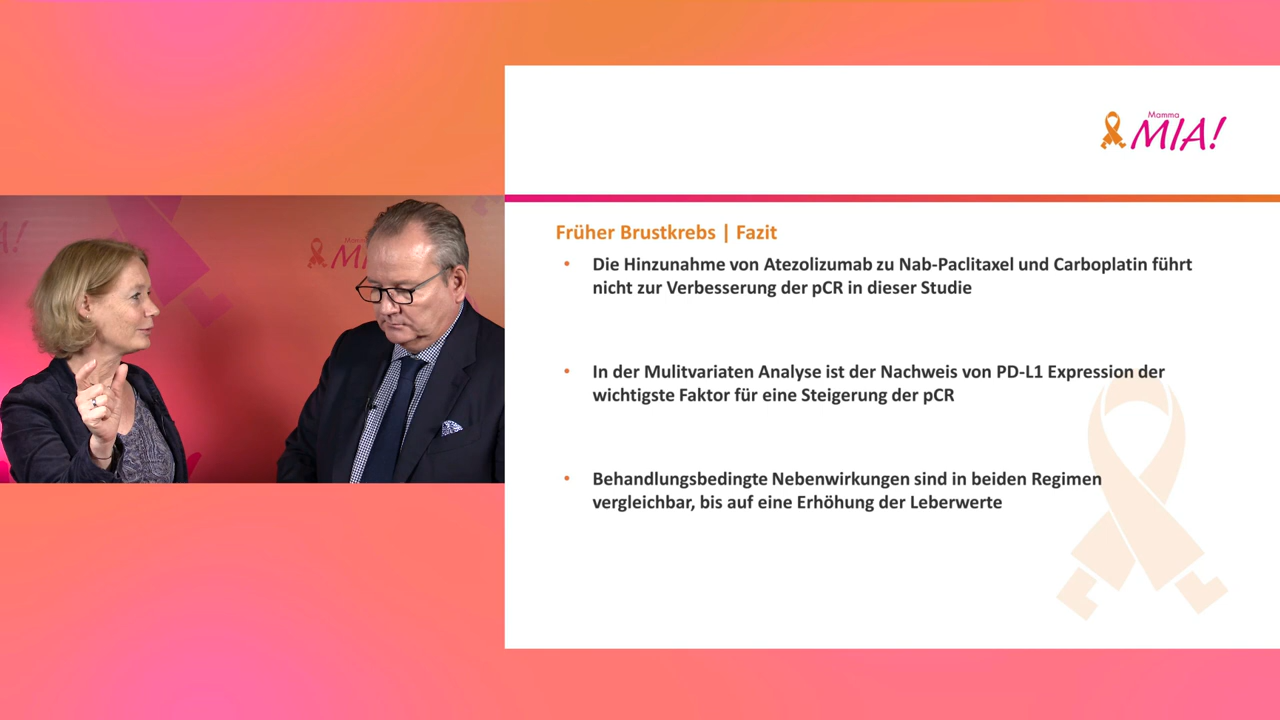 Mamma
MIA!
Früher Brustkrebs | Fazit
• Die Hinzunahme von Atezolizumab zu Nab-Paclitaxel und Carboplatin führt
nicht zur Verbesserung der pCR in dieser Studie
• In der Mulitvariaten Analyse ist der Nachweis von PD-L1 Expression der
wichtigste Faktor für eine Steigerung der pCR
• Behandlungsbedingte Nebenwirkungen sind in beiden Regimen
vergleichbar, bis auf eine Erhöhung der Leberwerte